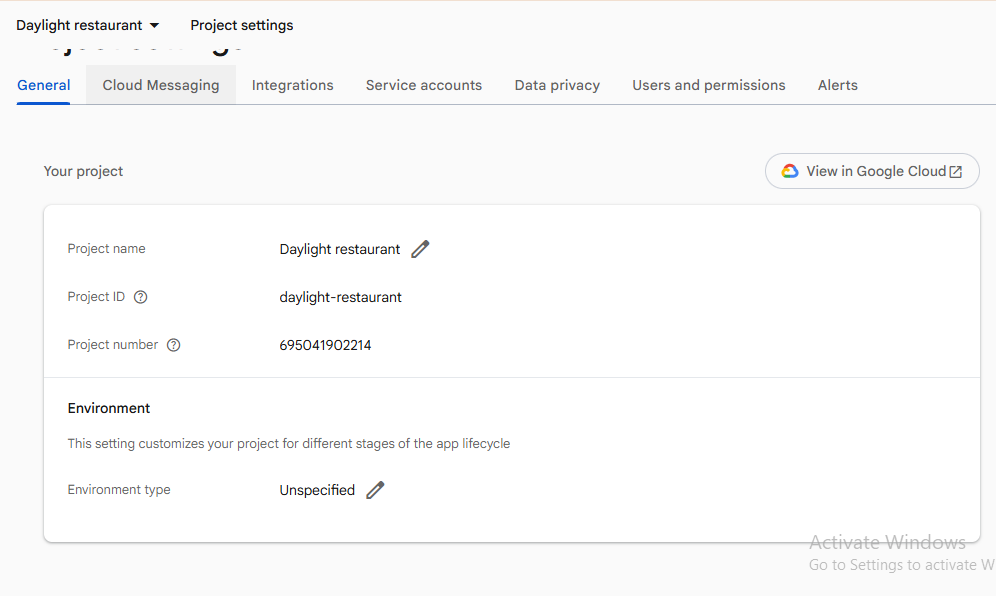 Daylight restaurant Project settings
General Cloud Messaging Integrations Service accounts Data privacy Users and permissions Alerts
Your project View in Google Cloud
Project name Daylight restaurant
Project ID daylight-restaurant
Project number 695041902214
Environment
This setting customizes your project for different stages of the app lifecycle
Environment type Unspecified
Activate Windows
Go to Settings to activate W